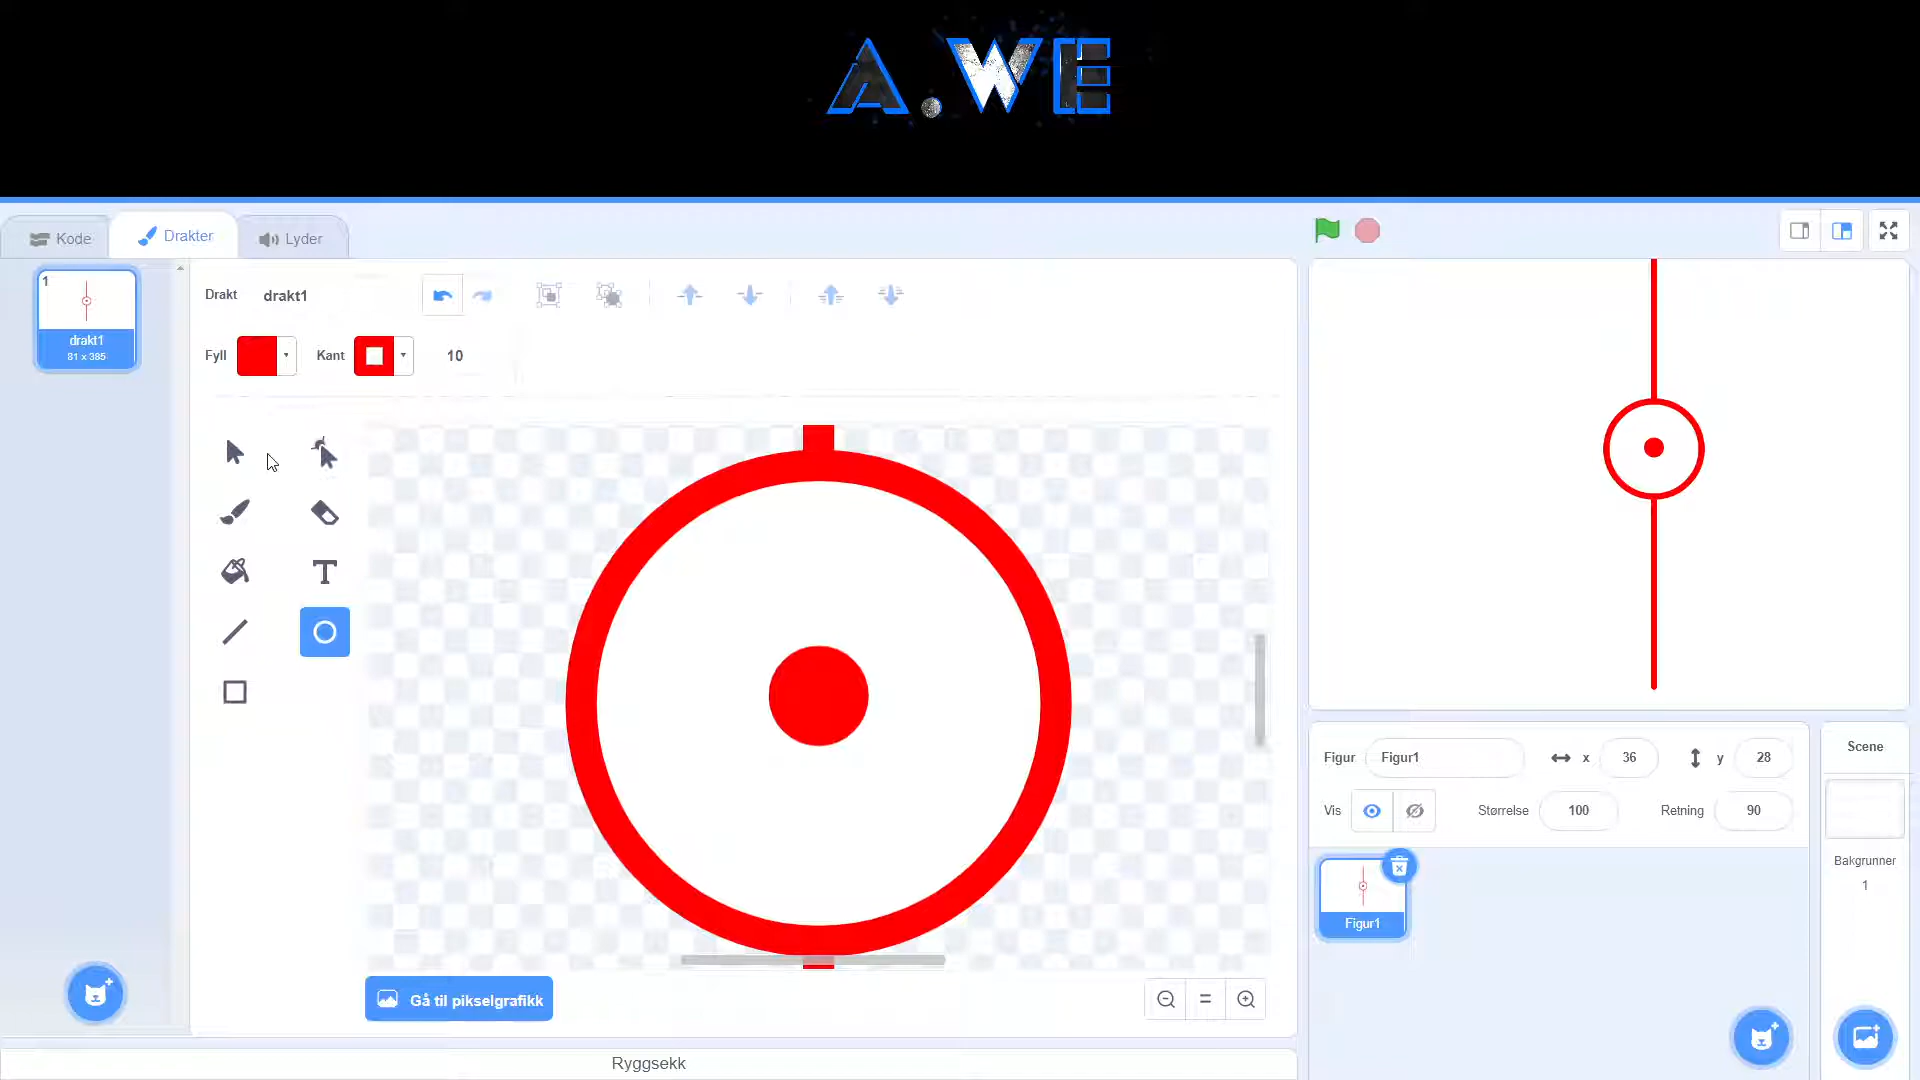 A.WE
Kode
Drakter
Lyder
1
drakt1
81 x 385
Drakt
drakt1
Fyll
Kant
10
Gå til pikselgrafikk
Ryggsekk
Figur
Figur1
x
36
y
28
Vis
Størrelse
100
Retning
90
Figur1
Scene
Bakgrunner
1